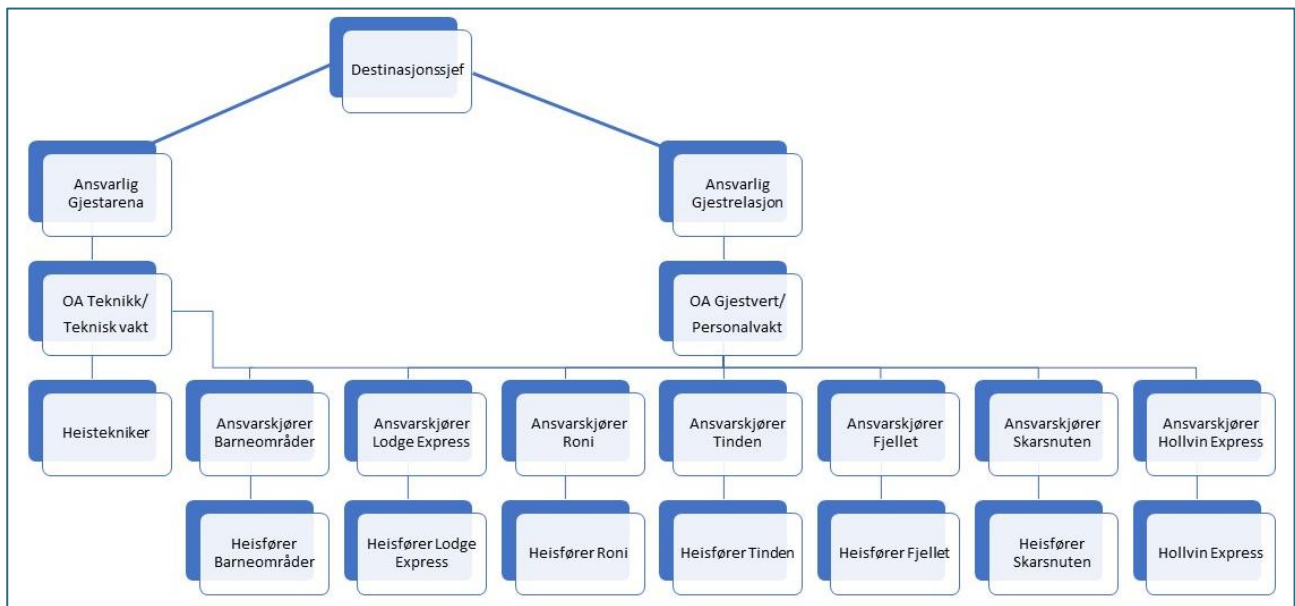 Destinasjonssjef
Ansvarlig
Gjestarena
Ansvarlig
Gjestrelasjon
OA Teknikk/
Teknisk vakt
OA Gjestvert/
Personalvakt
Heistekniker
Ansvarskjører
Barneområder
Ansvarskjører
Lodge Express
Ansvarskjører
Roni
Ansvarskjører
Tinden
Ansvarskjører
Fjellet
Ansvarskjører
Skarsnuten
Ansvarskjører
Hollvin Express
Heisfører
Barneområder
Heisfører Lodge
Express
Heisfører Roni
Heisfører Tinden
Heisfører Fjellet
Heisfører
Skarsnuten
Hollvin Express